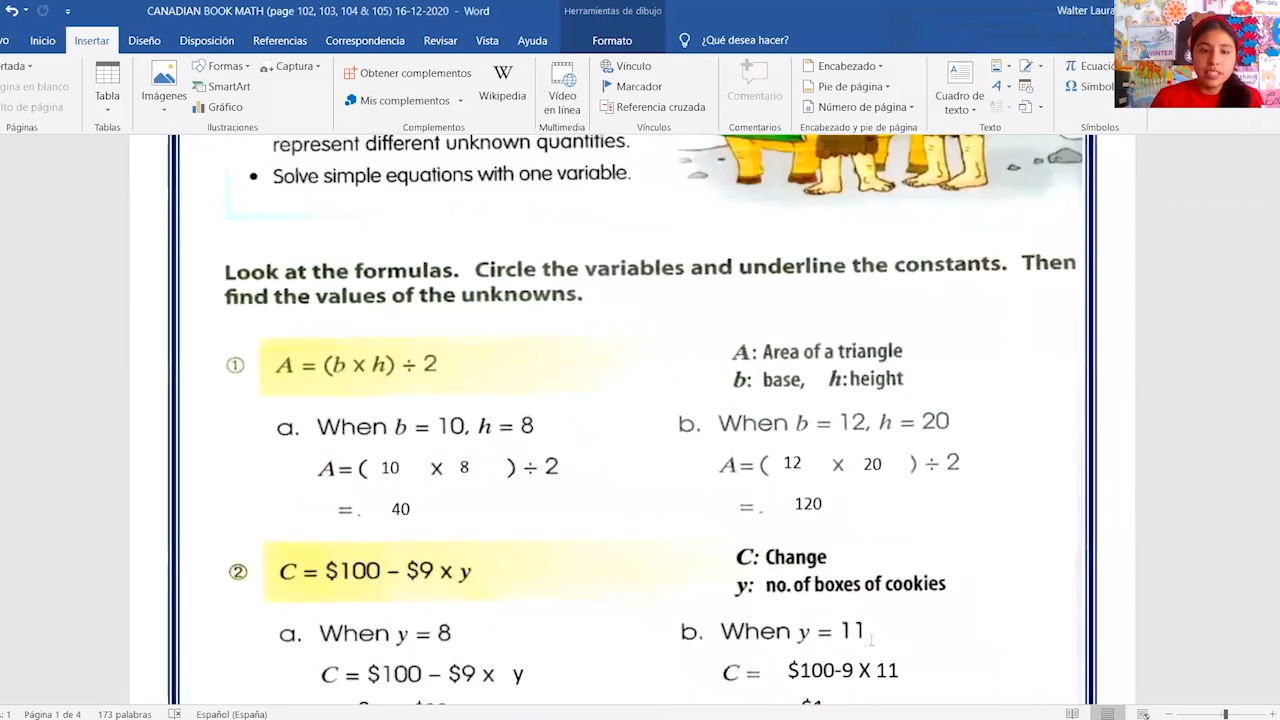 CANADIAN BOOK MATH (page 102, 103, 104 & 105) 16-12-2020 - Word
Herramientas de dibujo
Walter Laura
Inicio Insertar Diseño Disposición Referencias Correspondencia Revisar Vista Ayuda Formato ¿Qué desea hacer?
Formas Captura
Obtener complementos
Vínculo
Encabezado
SmartArt
Marcador
Pie de página
Gráfico
Mis complementos
Referencia cruzada
Número de página
Tabla
Imágenes
Wikipedia
Vídeo en línea
Comentario
Cuadro de texto
Páginas Tablas Ilustraciones Complementos Multimedia Vínculos Comentarios Encabezado y pie de página Texto Símbolos
WINTER
represent different unknown quantities.
• Solve simple equations with one variable.
Look at the formulas. Circle the variables and underline the constants. Then
find the values of the unknowns.
① A = (b x h) ÷ 2
A: Area of a triangle
b: base, h: height
a. When b = 10, h = 8
b. When b = 12, h = 20
A= ( 10 x 8 ) ÷ 2
A= ( 12 x 20 ) ÷ 2
= . 40
= . 120
② C = $100 – $9 x y
C: Change
y: no. of boxes of cookies
a. When y = 8
b. When y = 11
C = $100 – $9 x y
C = $100-9 X 11
: 1 Página 1 de 4 173 palabras Español (España)